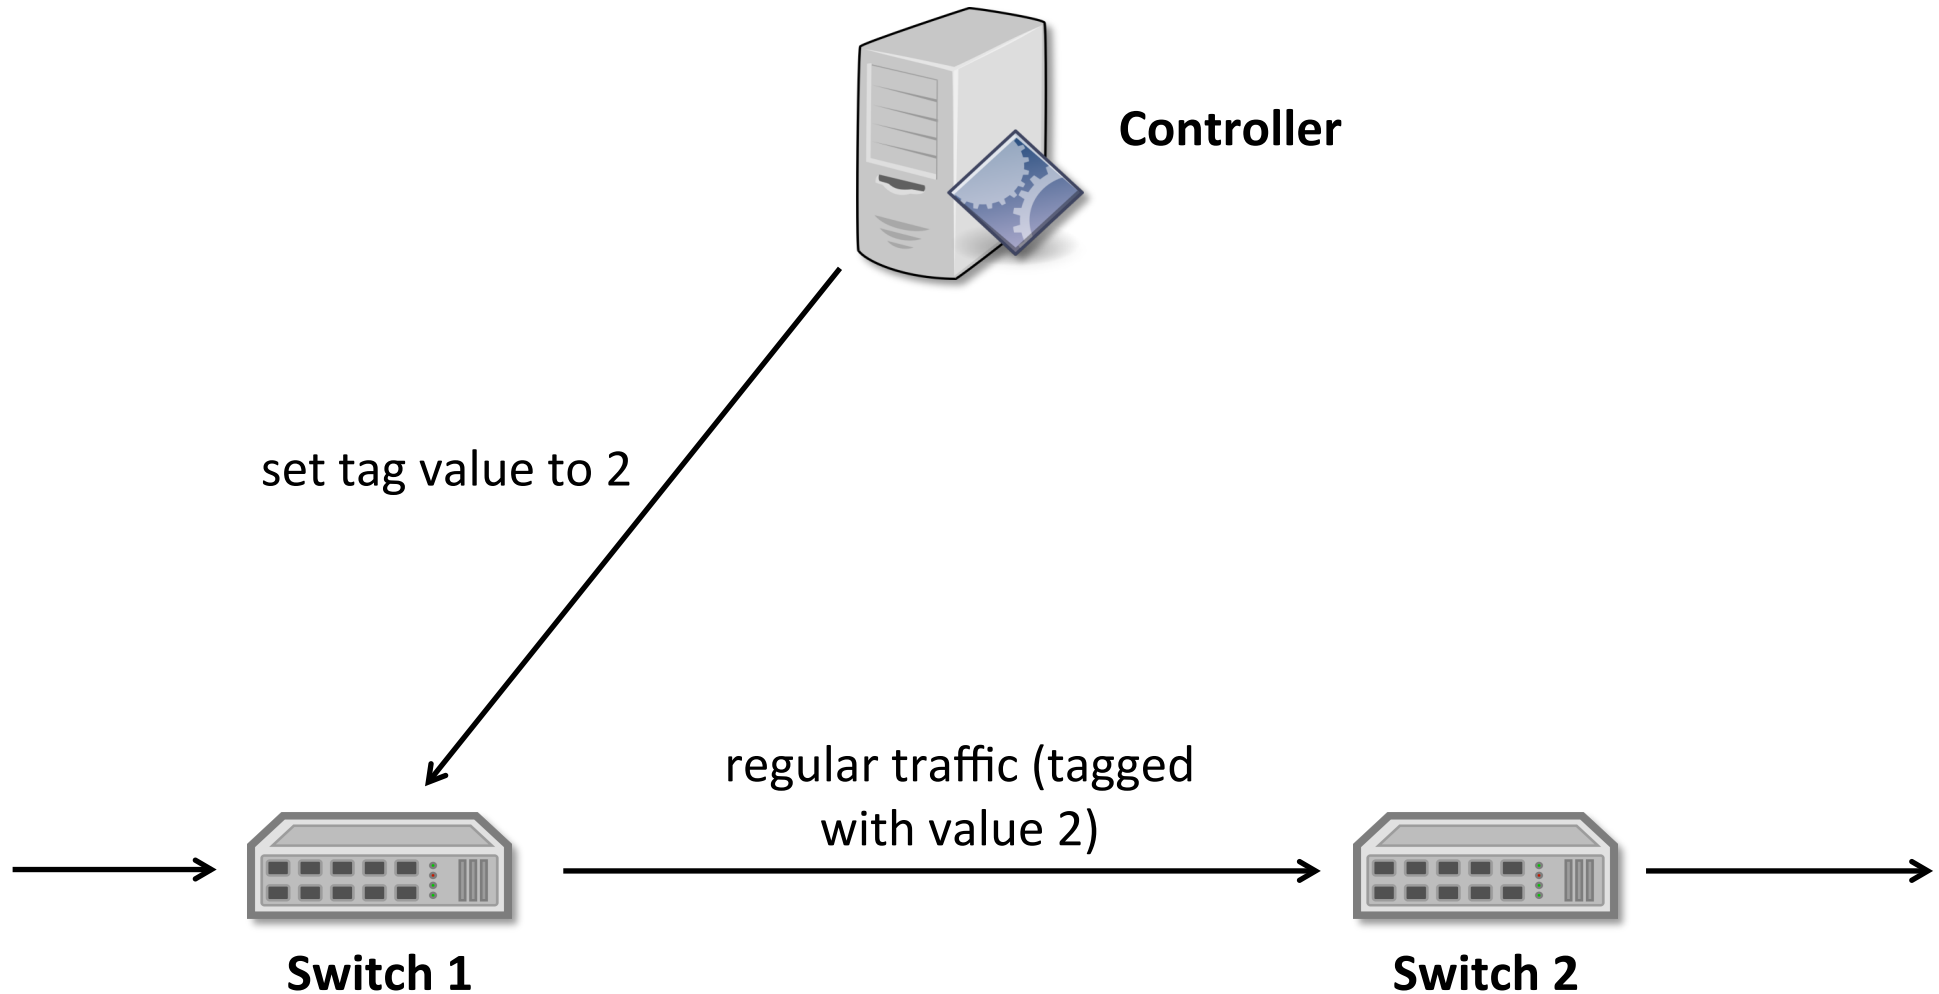 Controller
set tag value to 2
regular traffic (tagged
with value 2)
Switch 1
Switch 2